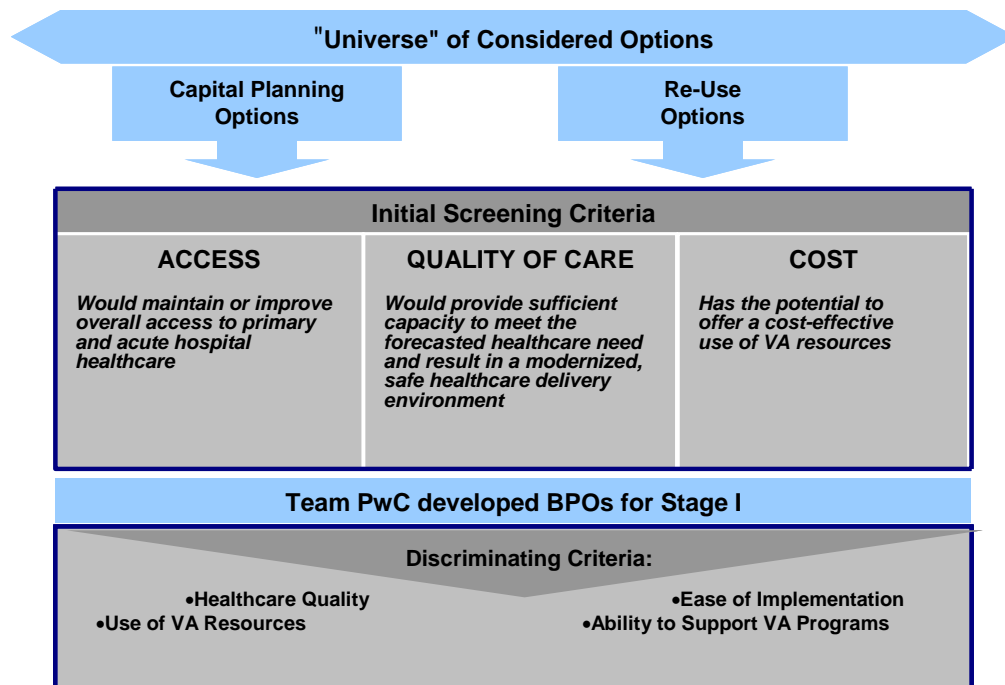 "Universe" of Considered Options
Capital Planning
Options
Re-Use
Options
Initial Screening Criteria
ACCESS
Would maintain or improve
overall access to primary
and acute hospital
healthcare
QUALITY OF CARE
Would provide sufficient
capacity to meet the
forecasted healthcare need
and result in a modernized,
safe healthcare delivery
environment
COST
Has the potential to
offer a cost-effective
use of VA resources
Team PwC developed BPOs for Stage I
Discriminating Criteria:
•Healthcare Quality
•Use of VA Resources
•Ease of Implementation
•Ability to Support VA Programs